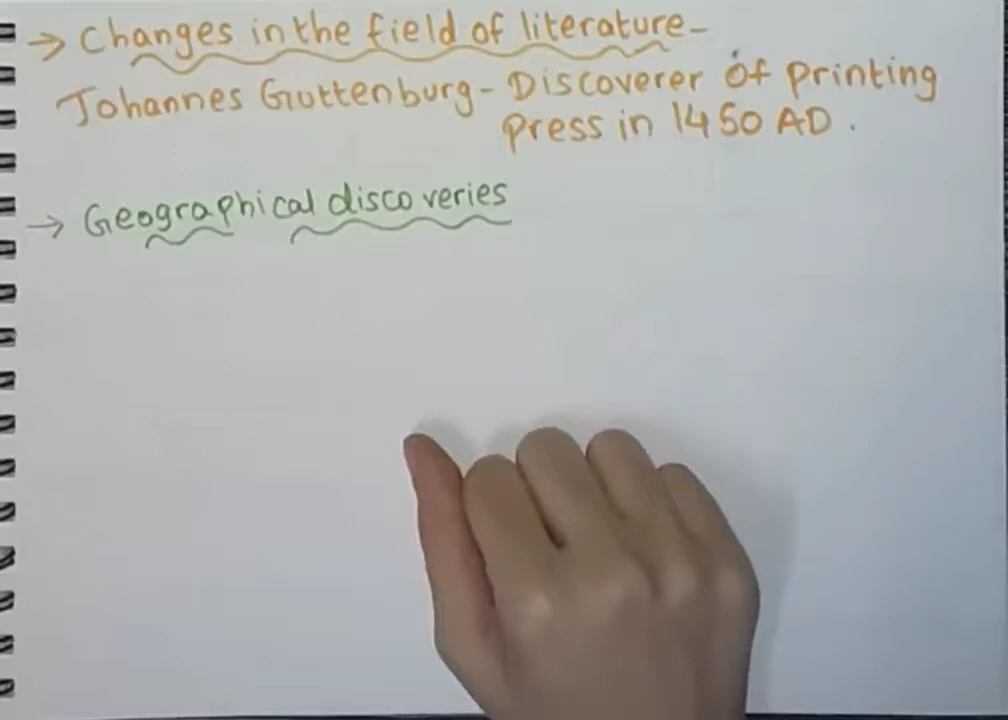 → Changes in the field of literature-
Johannes Guttenburg - Discoverer of printing
press in 1450 AD.
→ Geographical discoveries